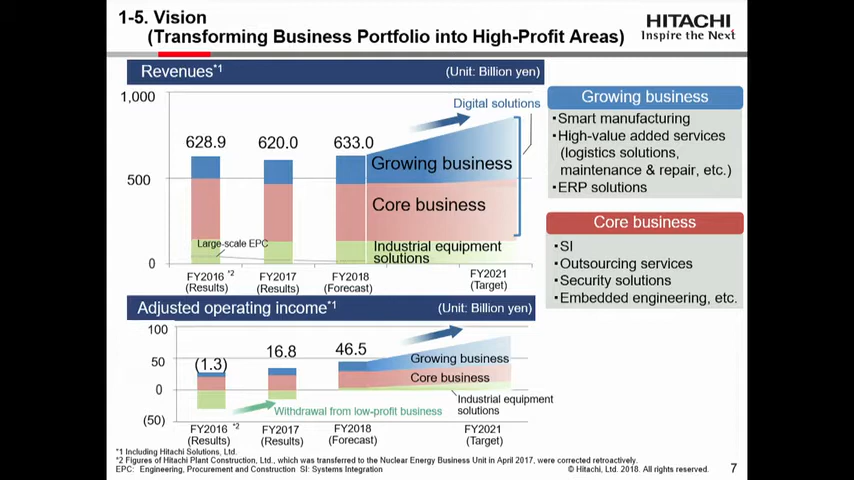 1-5. Vision
(Transforming Business Portfolio into High-Profit Areas)
HITACHI
Inspire the Next
Revenues*1
(Unit: Billion yen)
1,000
500
0
628.9
620.0
633.0
Digital solutions
Growing business
Core business
Industrial equipment
solutions
Large-scale EPC
FY2016 *2
(Results)
FY2017
(Results)
FY2018
(Forecast)
FY2021
(Target)
Growing business
・Smart manufacturing
・High-value added services
(logistics solutions,
maintenance & repair, etc.)
・ERP solutions
Core business
・SI
・Outsourcing services
・Security solutions
・Embedded engineering, etc.
Adjusted operating income*1
(Unit: Billion yen)
100
50
0
(50)
(1.3)
16.8
46.5
Growing business
Core business
Industrial equipment
solutions
Withdrawal from low-profit business
FY2016 *2
(Results)
FY2017
(Results)
FY2018
(Forecast)
FY2021
(Target)
*1 Including Hitachi Solutions, Ltd.
*2 Figures of Hitachi Plant Construction, Ltd., which was transferred to the Nuclear Energy Business Unit in April 2017, were corrected retroactively.
EPC: Engineering, Procurement and Construction SI: Systems Integration
© Hitachi, Ltd. 2018. All rights reserved.
7